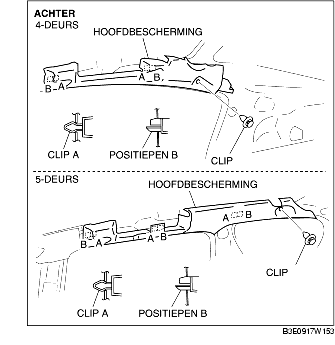 ACHTER
4-DEURS
HOOFDBESCHERMING
B A
A B
CLIP A
POSITIEPEN B
CLIP
5-DEURS
HOOFDBESCHERMING
A B
B A
A B
CLIP
CLIP A
POSITIEPEN B
B3E0917W153